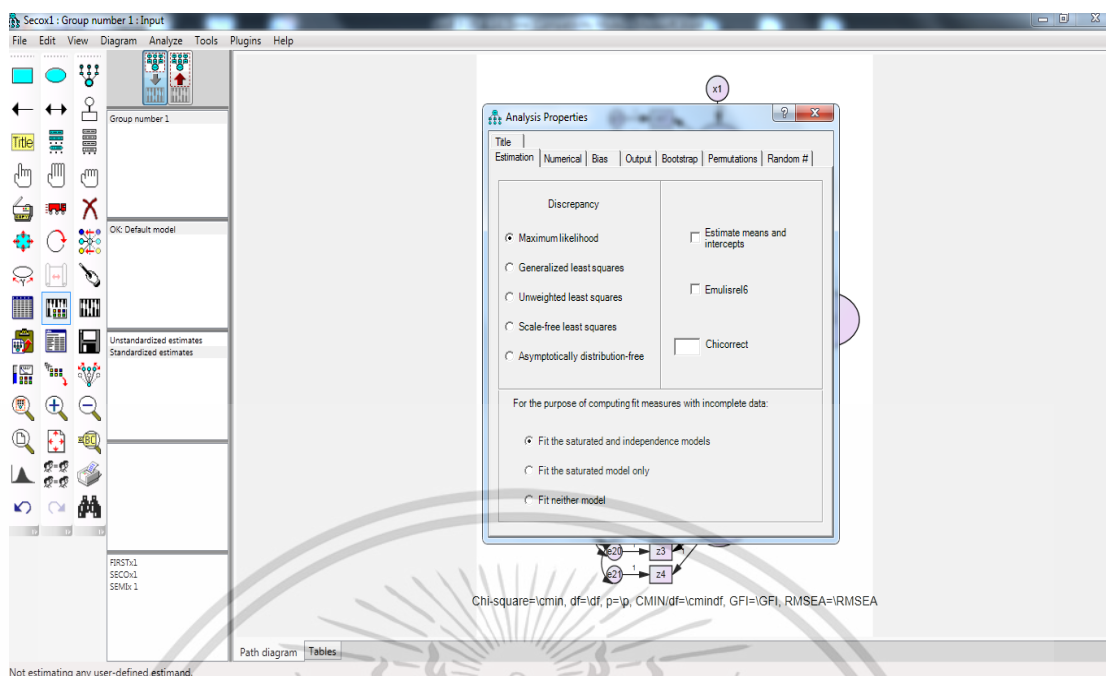 Secox1 : Group number 1 : Input
File Edit View Diagram Analyze Tools Plugins Help
Title
Group number 1
OK: Default model
Unstandardized estimates
Standardized estimates
FIRSTx1
SECOx1
SEMIx 1
x1
Analysis Properties
Title
Estimation Numerical Bias Output Bootstrap Permutations Random #
Discrepancy
Maximum likelihood
Generalized least squares
Unweighted least squares
Scale-free least squares
Asymptotically distribution-free
Estimate means and
intercepts
Emulisrel6
Chicorrect
For the purpose of computing fit measures with incomplete data:
Fit the saturated and independence models
Fit the saturated model only
Fit neither model
e20 1 z3
e21 1 z4
Chi-square=\cmin, df=\df, p=\p, CMIN/df=\cmindf, GFI=\GFI, RMSEA=\RMSEA
Path diagram Tables
Not estimating any user-defined estimand.